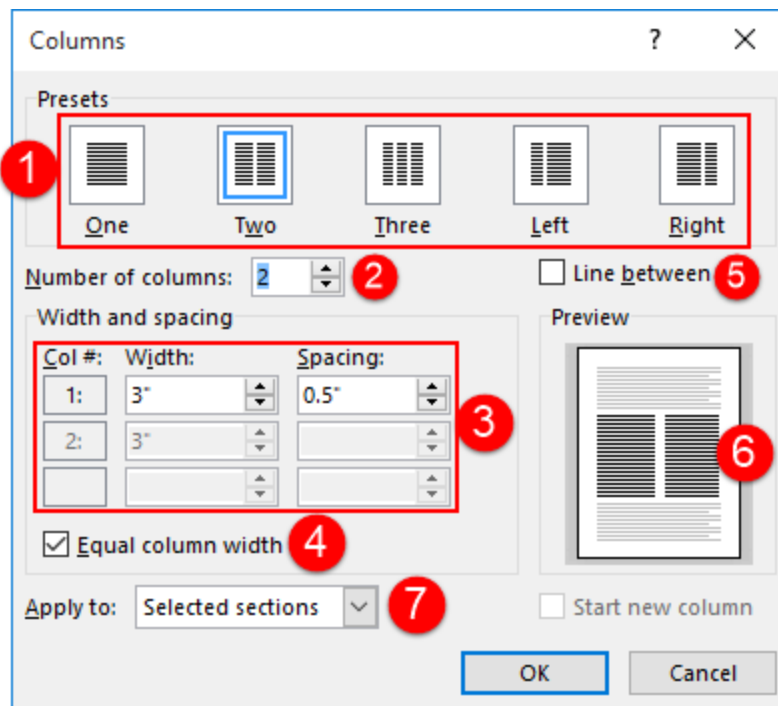 Columns ? ×
Presets
1
One Two Three Left Right
Number of columns: 2 2 Line between 5
Width and spacing Preview
Col #: Width: Spacing:
1: 3" 0.5"
3
2: 3"
6
Equal column width 4
Apply to: Selected sections 7 Start new column
OK Cancel